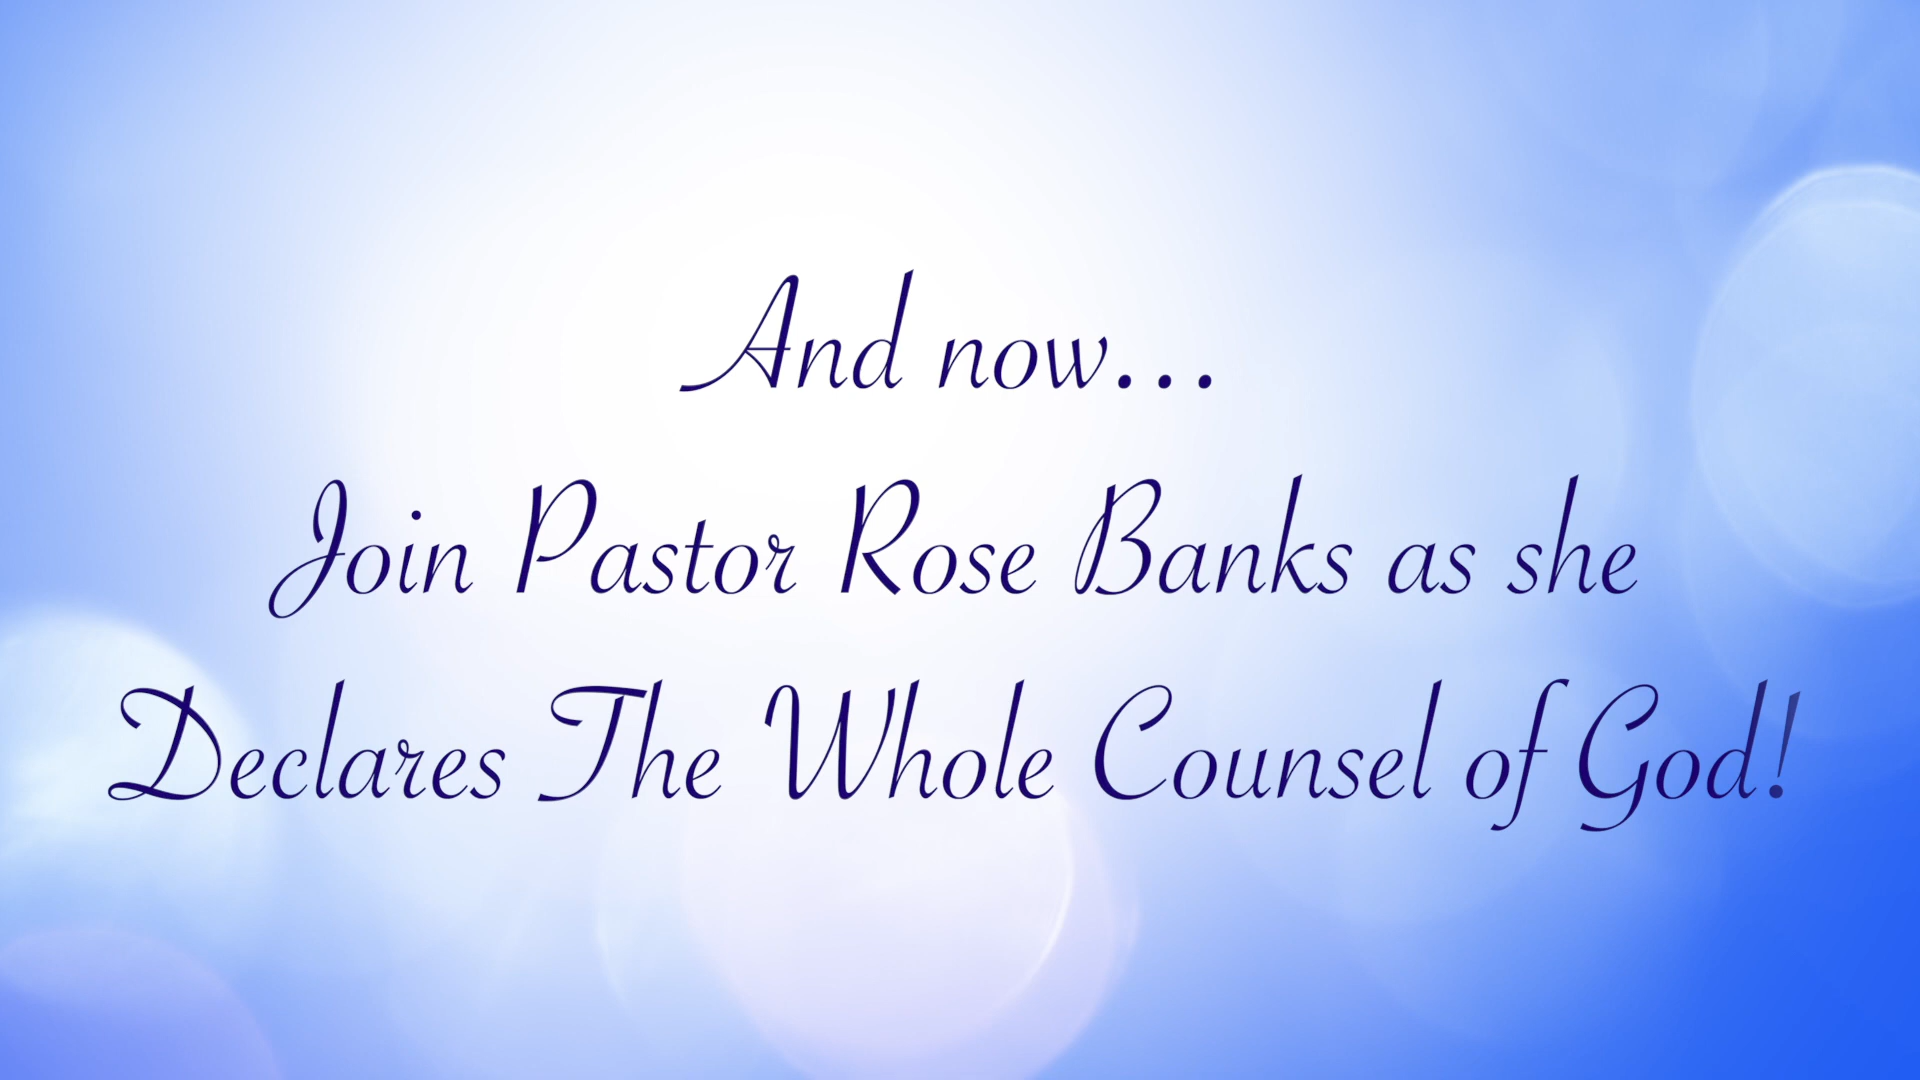 And now...
Join Pastor Rose Banks as she
Declares The Whole Counsel of God!